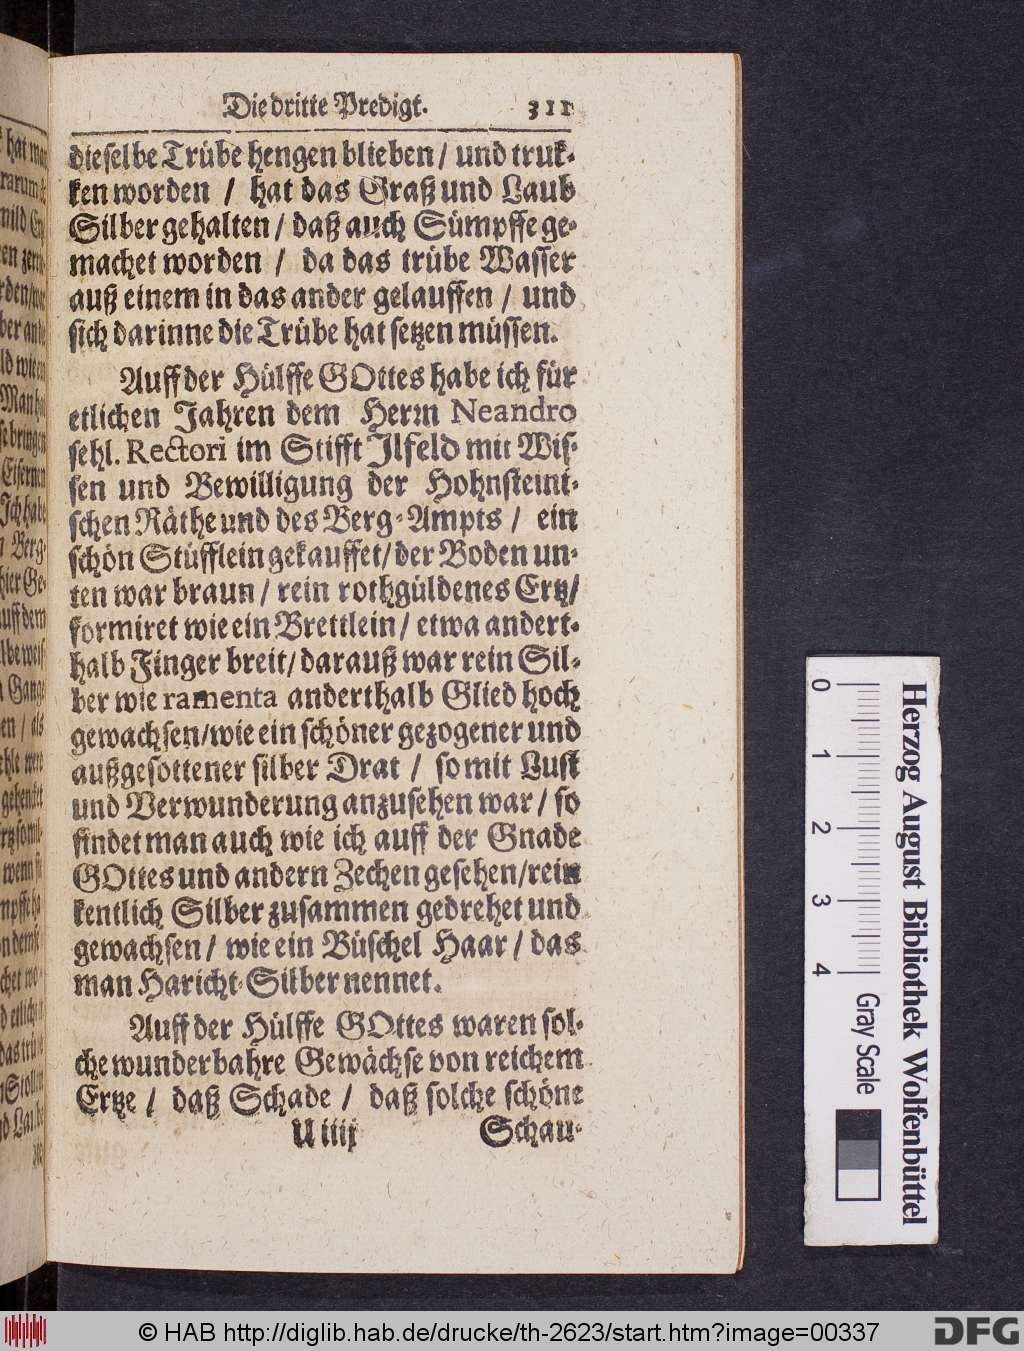 Die dritte Predigt. 311
dieselbe Trübe hengen blieben / und truk-
ken worden / hat das Graß und Laub
Silber gehalten / daß auch Sümpffe ge-
machet worden / da das trübe Wasser
auß einem in das ander gelauffen / und
sich darinne die Trübe hat setzen müssen.
Auff der Hülffe GOttes habe ich für
etlichen Jahren dem Herrn Neandro
sehl. Rectori im Stifft Ilfeld mit Wis-
sen und Bewilligung der Hohnsteini-
schen Räthe und des Berg-Ampts / ein
schön Stüfflein gekauffet / der Boden un-
ten war braun / rein rothgüldenes Ertz /
formiret wie ein Brettlein / etwa andert-
halb Finger breit / darauß war rein Sil-
ber wie ramenta anderthalb Glied hoch
gewachsen / wie ein schöner gezogener und
außgesottener silber Drat / so mit Lust
und Verwunderung anzusehen war / so
findet man auch wie ich auff der Gnade
GOttes und andern Zechen gesehen / rein
kentlich Silber zusammen gedrehet und
gewachsen / wie ein Büschel Haar / das
man Haricht-Silber nennet.
Auff der Hülffe GOttes waren sol-
che wunderbahre Gewächse von reichem
Ertze / daß Schade / daß solche schöne
U iiij Schau-
0 1 2 3 4
Gray Scale
Herzog August Bibliothek Wolfenbüttel
© HAB http://diglib.hab.de/drucke/th-2623/start.htm?image=00337
DFG